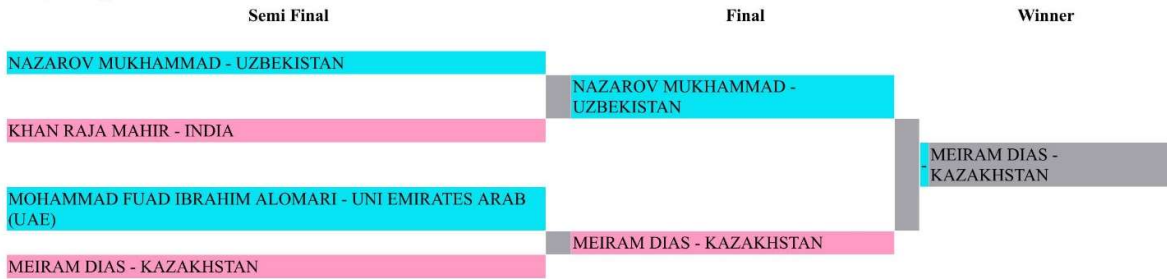 Semi Final
Final
Winner
NAZAROV MUKHAMMAD - UZBEKISTAN
NAZAROV MUKHAMMAD -
UZBEKISTAN
KHAN RAJA MAHIR - INDIA
-
MEIRAM DIAS -
KAZAKHSTAN
MOHAMMAD FUAD IBRAHIM ALOMARI - UNI EMIRATES ARAB
(UAE)
MEIRAM DIAS - KAZAKHSTAN
MEIRAM DIAS - KAZAKHSTAN